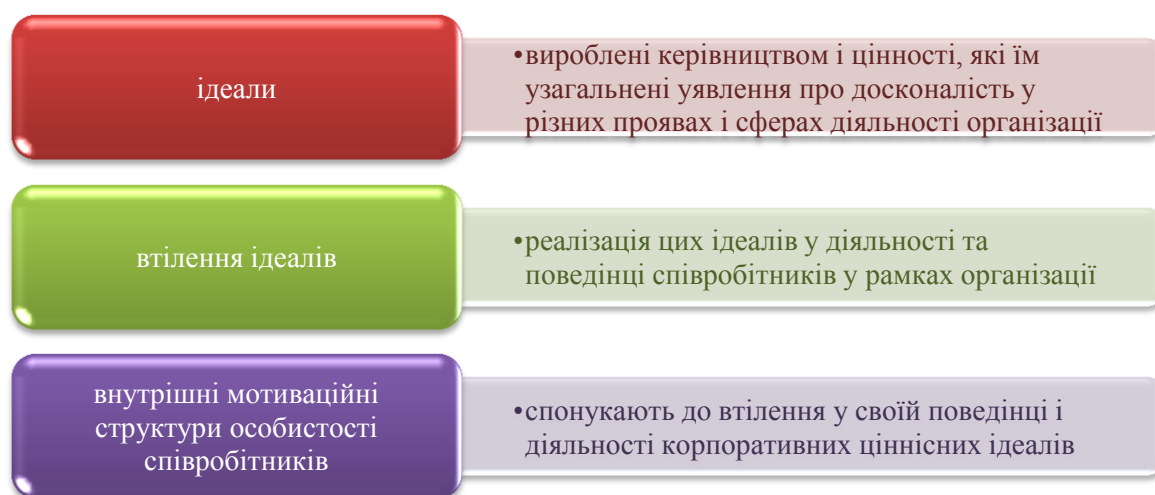 ідеали
•вироблені керівництвом і цінності, які їм
узагальнені уявлення про досконалість у
різних проявах і сферах діяльності організації
втілення ідеалів
•реалізація цих ідеалів у діяльності та
поведінці співробітників у рамках організації
внутрішні мотиваційні
структури особистості
співробітників
•спонукають до втілення у своїй поведінці і
діяльності корпоративних ціннісних ідеалів